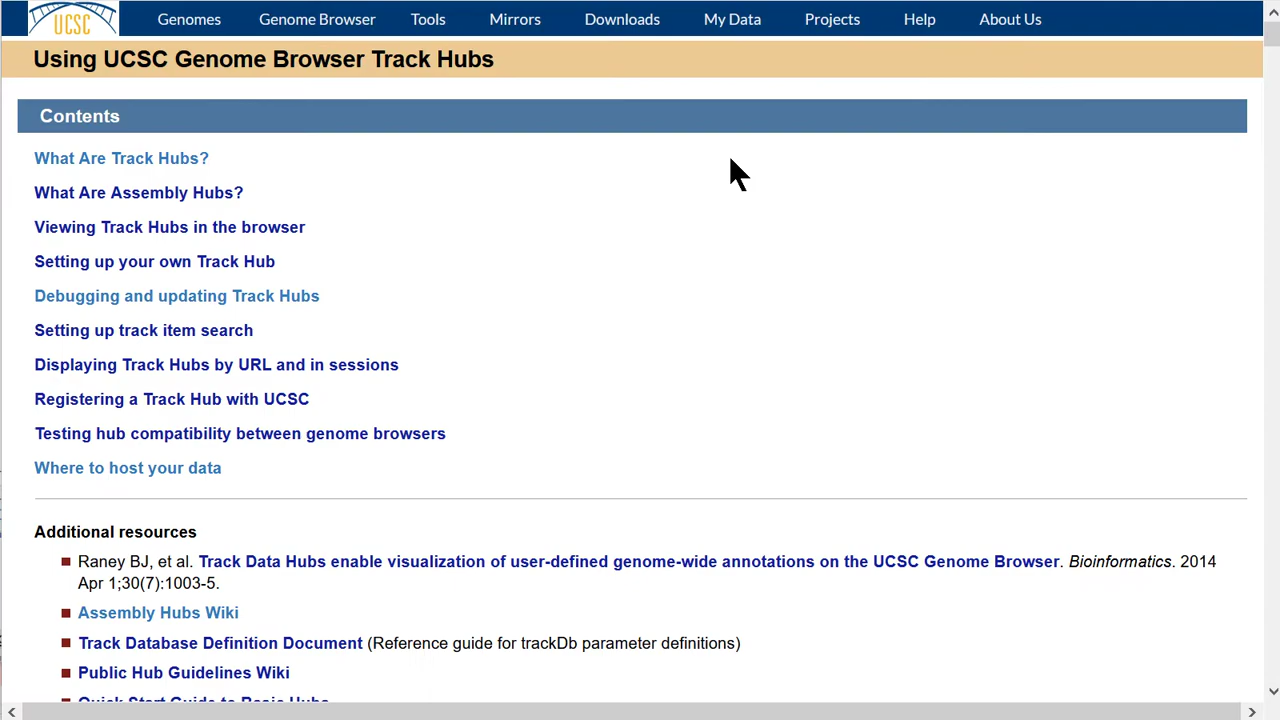 UCSC
Genomes Genome Browser Tools Mirrors Downloads My Data Projects Help About Us
Using UCSC Genome Browser Track Hubs
Contents
What Are Track Hubs?
What Are Assembly Hubs?
Viewing Track Hubs in the browser
Setting up your own Track Hub
Debugging and updating Track Hubs
Setting up track item search
Displaying Track Hubs by URL and in sessions
Registering a Track Hub with UCSC
Testing hub compatibility between genome browsers
Where to host your data
Additional resources
Raney BJ, et al. Track Data Hubs enable visualization of user-defined genome-wide annotations on the UCSC Genome Browser. Bioinformatics. 2014
Apr 1;30(7):1003-5.
Assembly Hubs Wiki
Track Database Definition Document (Reference guide for trackDb parameter definitions)
Public Hub Guidelines Wiki
Quick Start Guide to Basic Hubs